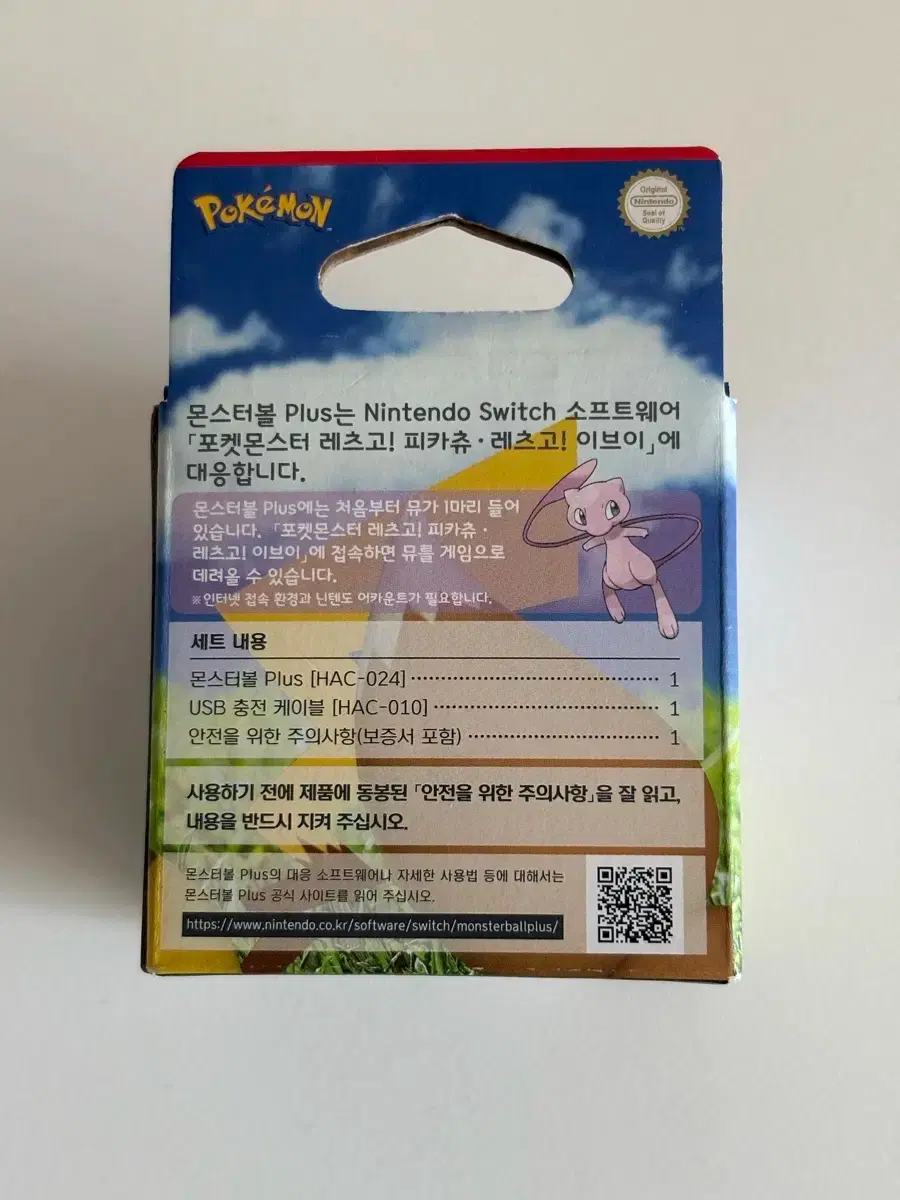 POKéMON
Original
Nintendo
Seal of
Quality
몬스터볼 Plus는 Nintendo Switch 소프트웨어
「포켓몬스터 레츠고! 피카츄・레츠고! 이브이」에
대응합니다.
몬스터볼 Plus에는 처음부터 뮤가 1마리 들어
있습니다. 「포켓몬스터 레츠고! 피카츄・
레츠고! 이브이」에 접속하면 뮤를 게임으로
데려올 수 있습니다.
※인터넷 접속 환경과 닌텐도 어카운트가 필요합니다.
세트 내용
몬스터볼 Plus [HAC-024] ⋯⋯⋯⋯⋯⋯⋯⋯⋯⋯⋯⋯ 1
USB 충전 케이블 [HAC-010] ⋯⋯⋯⋯⋯⋯⋯⋯⋯⋯⋯ 1
안전을 위한 주의사항(보증서 포함) ⋯⋯⋯⋯⋯⋯⋯⋯⋯ 1
사용하기 전에 제품에 동봉된 「안전을 위한 주의사항」을 잘 읽고,
내용을 반드시 지켜 주십시오.
몬스터볼 Plus의 대응 소프트웨어나 자세한 사용법 등에 대해서는
몬스터볼 Plus 공식 사이트를 읽어 주십시오.
https://www.nintendo.co.kr/software/switch/monsterballplus/